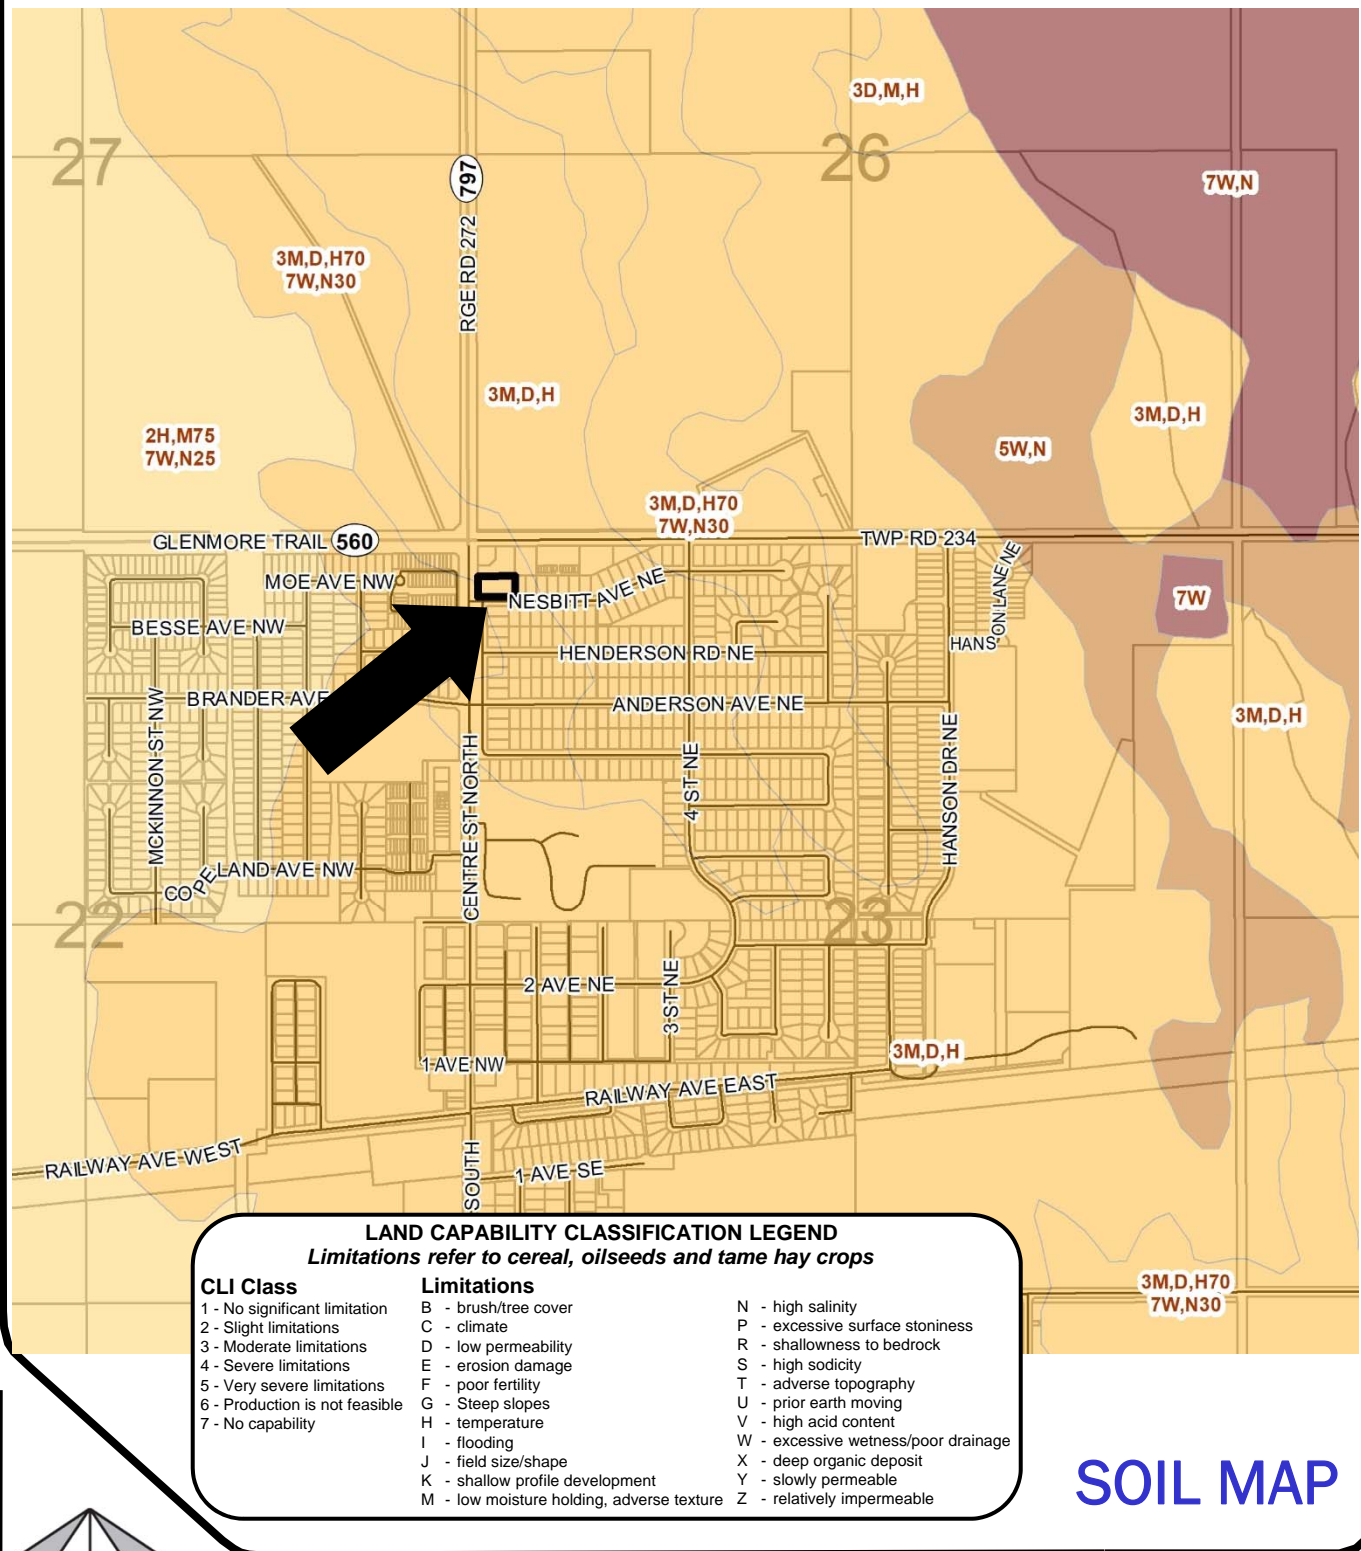 3D,M,H
27
26
797
7W,N
RGE RD 272
3M,D,H70
7W,N30
3M,D,H
3M,D,H
2H,M75
7W,N25
5W,N
3M,D,H70
7W,N30
GLENMORE TRAIL 560
TWP RD 234
MOE AVE NW
NESBITT AVE NE
HANSON LANE NE
7W
BESSE AVE NW
HENDERSON RD NE
BRANDER AVE
ANDERSON AVE NE
3M,D,H
MCKINNON ST NW
CENTRE ST NORTH
4 ST NE
HANSON DR NE
COPELAND AVE NW
22
23
2 AVE NE
3 ST NE
1 AVE NW
3M,D,H
RAILWAY AVE EAST
RAILWAY AVE WEST
SOUTH
1 AVE SE
3M,D,H70
7W,N30
LAND CAPABILITY CLASSIFICATION LEGEND
Limitations refer to cereal, oilseeds and tame hay crops
CLI Class
1 - No significant limitation
2 - Slight limitations
3 - Moderate limitations
4 - Severe limitations
5 - Very severe limitations
6 - Production is not feasible
7 - No capability
Limitations
B - brush/tree cover
C - climate
D - low permeability
E - erosion damage
F - poor fertility
G - Steep slopes
H - temperature
I - flooding
J - field size/shape
K - shallow profile development
M - low moisture holding, adverse texture
N - high salinity
P - excessive surface stoniness
R - shallowness to bedrock
S - high sodicity
T - adverse topography
U - prior earth moving
V - high acid content
W - excessive wetness/poor drainage
X - deep organic deposit
Y - slowly permeable
Z - relatively impermeable
SOIL MAP